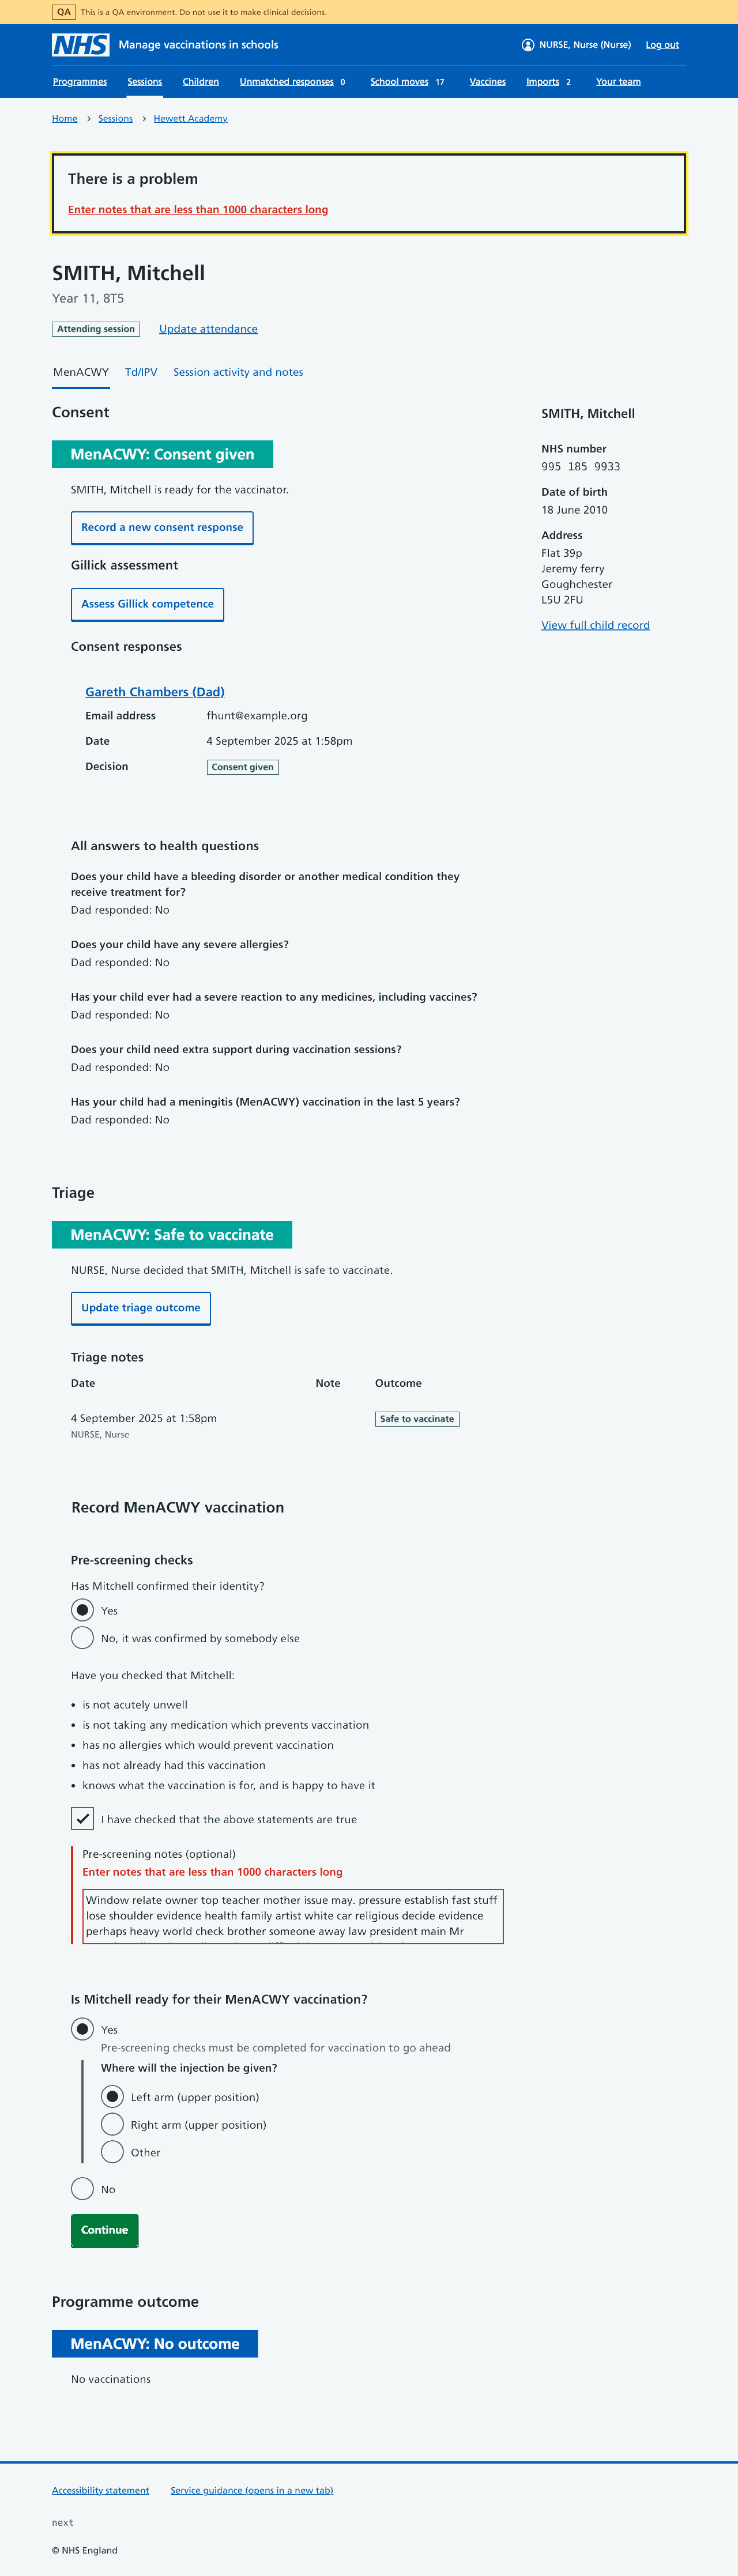 QA This is a QA environment. Do not use it to make clinical decisions.
NHS Manage vaccinations in schools NURSE, Nurse (Nurse) Log out
Programmes Sessions Children Unmatched responses 0 School moves 17 Vaccines Imports 2 Your team
Home Sessions Hewett Academy
There is a problem
Enter notes that are less than 1000 characters long
SMITH, Mitchell
Year 11, 8T5
Attending session Update attendance
MenACWY Td/IPV Session activity and notes
Consent
MenACWY: Consent given
SMITH, Mitchell is ready for the vaccinator.
Record a new consent response
Gillick assessment
Assess Gillick competence
Consent responses
Gareth Chambers (Dad)
Email address fhunt@example.org
Date 4 September 2025 at 1:58pm
Decision Consent given
All answers to health questions
Does your child have a bleeding disorder or another medical condition they
receive treatment for?
Dad responded: No
Does your child have any severe allergies?
Dad responded: No
Has your child ever had a severe reaction to any medicines, including vaccines?
Dad responded: No
Does your child need extra support during vaccination sessions?
Dad responded: No
Has your child had a meningitis (MenACWY) vaccination in the last 5 years?
Dad responded: No
SMITH, Mitchell
NHS number
995 185 9933
Date of birth
18 June 2010
Address
Flat 39p
Jeremy ferry
Goughchester
L5U 2FU
View full child record
Triage
MenACWY: Safe to vaccinate
NURSE, Nurse decided that SMITH, Mitchell is safe to vaccinate.
Update triage outcome
Triage notes
Date Note Outcome
4 September 2025 at 1:58pm Safe to vaccinate
NURSE, Nurse
Record MenACWY vaccination
Pre-screening checks
Has Mitchell confirmed their identity?
Yes
No, it was confirmed by somebody else
Have you checked that Mitchell:
• is not acutely unwell
• is not taking any medication which prevents vaccination
• has no allergies which would prevent vaccination
• has not already had this vaccination
• knows what the vaccination is for, and is happy to have it
I have checked that the above statements are true
Pre-screening notes (optional)
Enter notes that are less than 1000 characters long
Window relate owner top teacher mother issue may. pressure establish fast stuff
lose shoulder evidence health family artist white car religious decide evidence
perhaps heavy world check brother someone away law president main Mr
Is Mitchell ready for their MenACWY vaccination?
Yes
Pre-screening checks must be completed for vaccination to go ahead
Where will the injection be given?
Left arm (upper position)
Right arm (upper position)
Other
No
Continue
Programme outcome
MenACWY: No outcome
No vaccinations
Accessibility statement Service guidance (opens in a new tab)
next
© NHS England